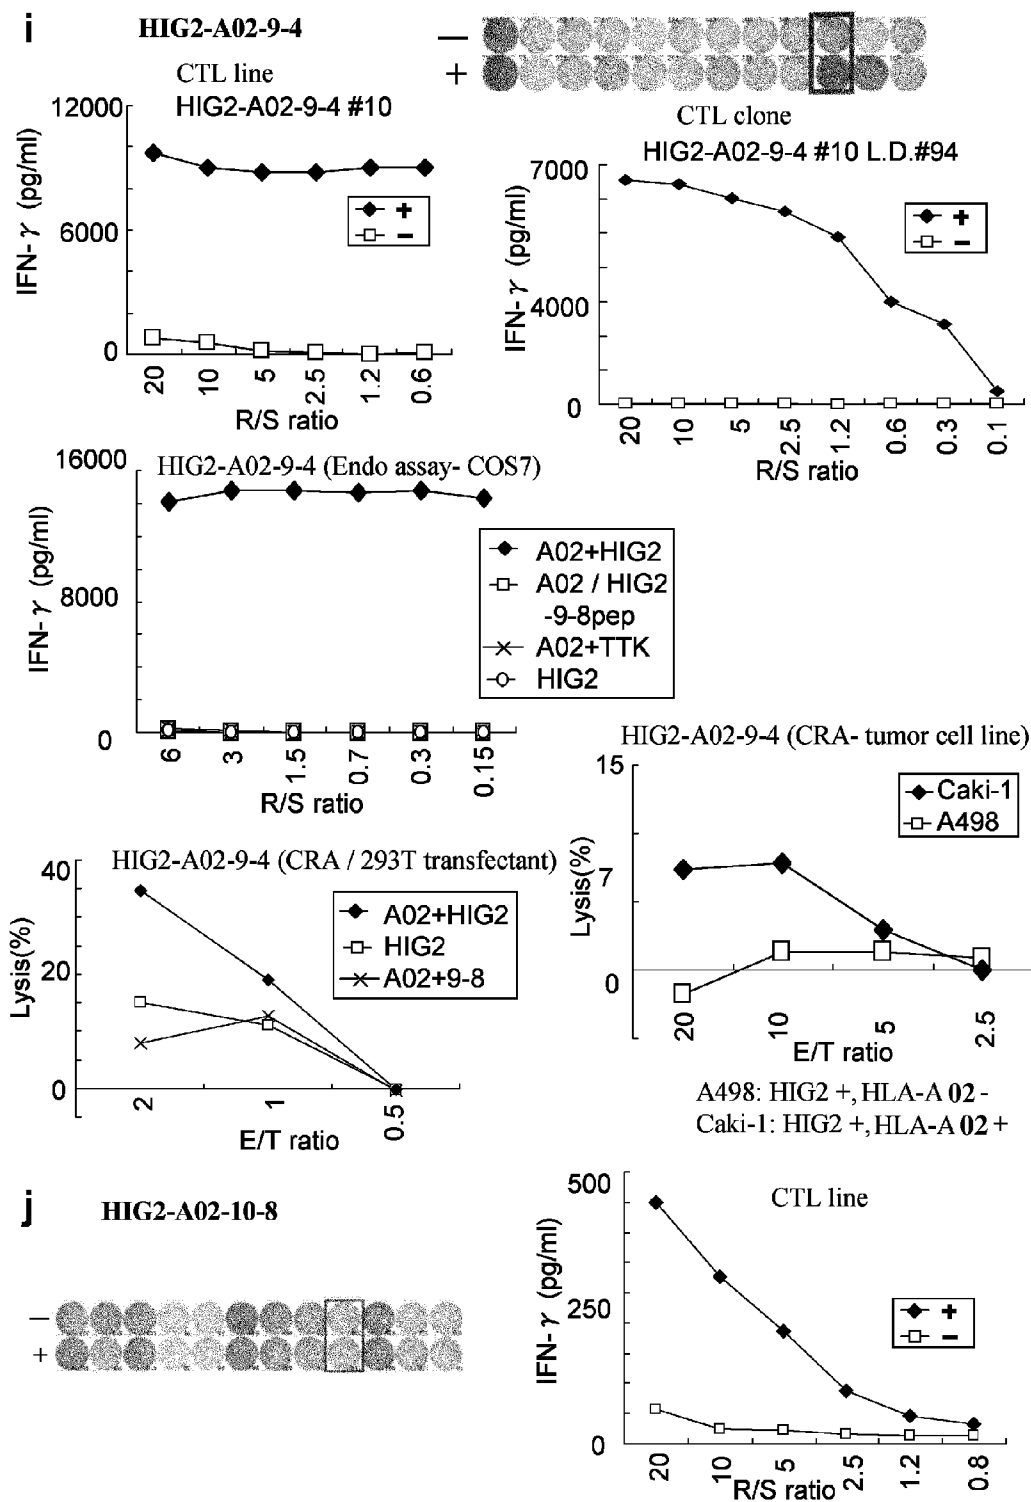 i
HIG2-A02-9-4
−
+
CTL line
HIG2-A02-9-4 #10
12000
6000
0
IFN-γ (pg/ml)
+
−
20
10
5
2.5
1.2
0.6
R/S ratio
CTL clone
HIG2-A02-9-4 #10 L.D.#94
7000
4000
0
IFN-γ (pg/ml)
+
−
20
10
5
2.5
1.2
0.6
0.3
0.1
R/S ratio
HIG2-A02-9-4 (Endo assay- COS7)
16000
8000
0
IFN-γ (pg/ml)
A02+HIG2
A02 / HIG2
-9-8pep
A02+TTK
HIG2
6
3
1.5
0.7
0.3
0.15
R/S ratio
HIG2-A02-9-4 (CRA- tumor cell line)
15
7
0
Lysis(%)
Caki-1
A498
20
10
5
2.5
E/T ratio
A498: HIG2 +, HLA-A 02 -
Caki-1: HIG2 +, HLA-A 02 +
HIG2-A02-9-4 (CRA / 293T transfectant)
40
20
0
Lysis(%)
A02+HIG2
HIG2
A02+9-8
2
1
0.5
E/T ratio
j
HIG2-A02-10-8
−
+
CTL line
500
250
0
IFN-γ (pg/ml)
+
−
20
10
5
2.5
1.2
0.8
R/S ratio